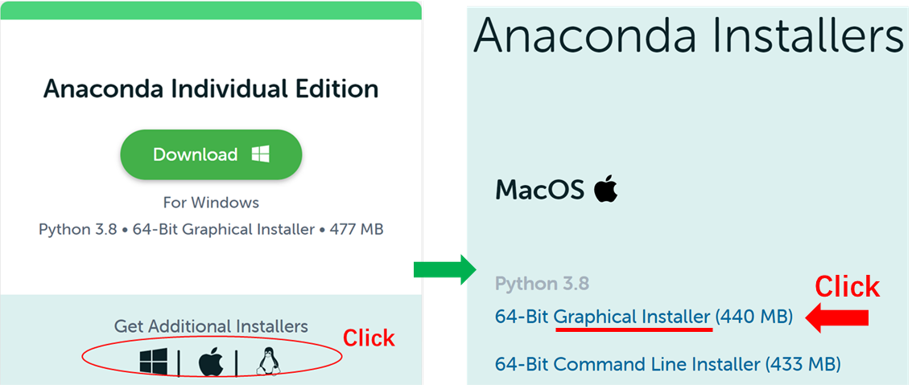 Anaconda Individual Edition
Download
For Windows
Python 3.8 • 64-Bit Graphical Installer • 477 MB
Get Additional Installers
Click
Anaconda Installers
MacOS
Python 3.8
Click
64-Bit Graphical Installer (440 MB)
64-Bit Command Line Installer (433 MB)